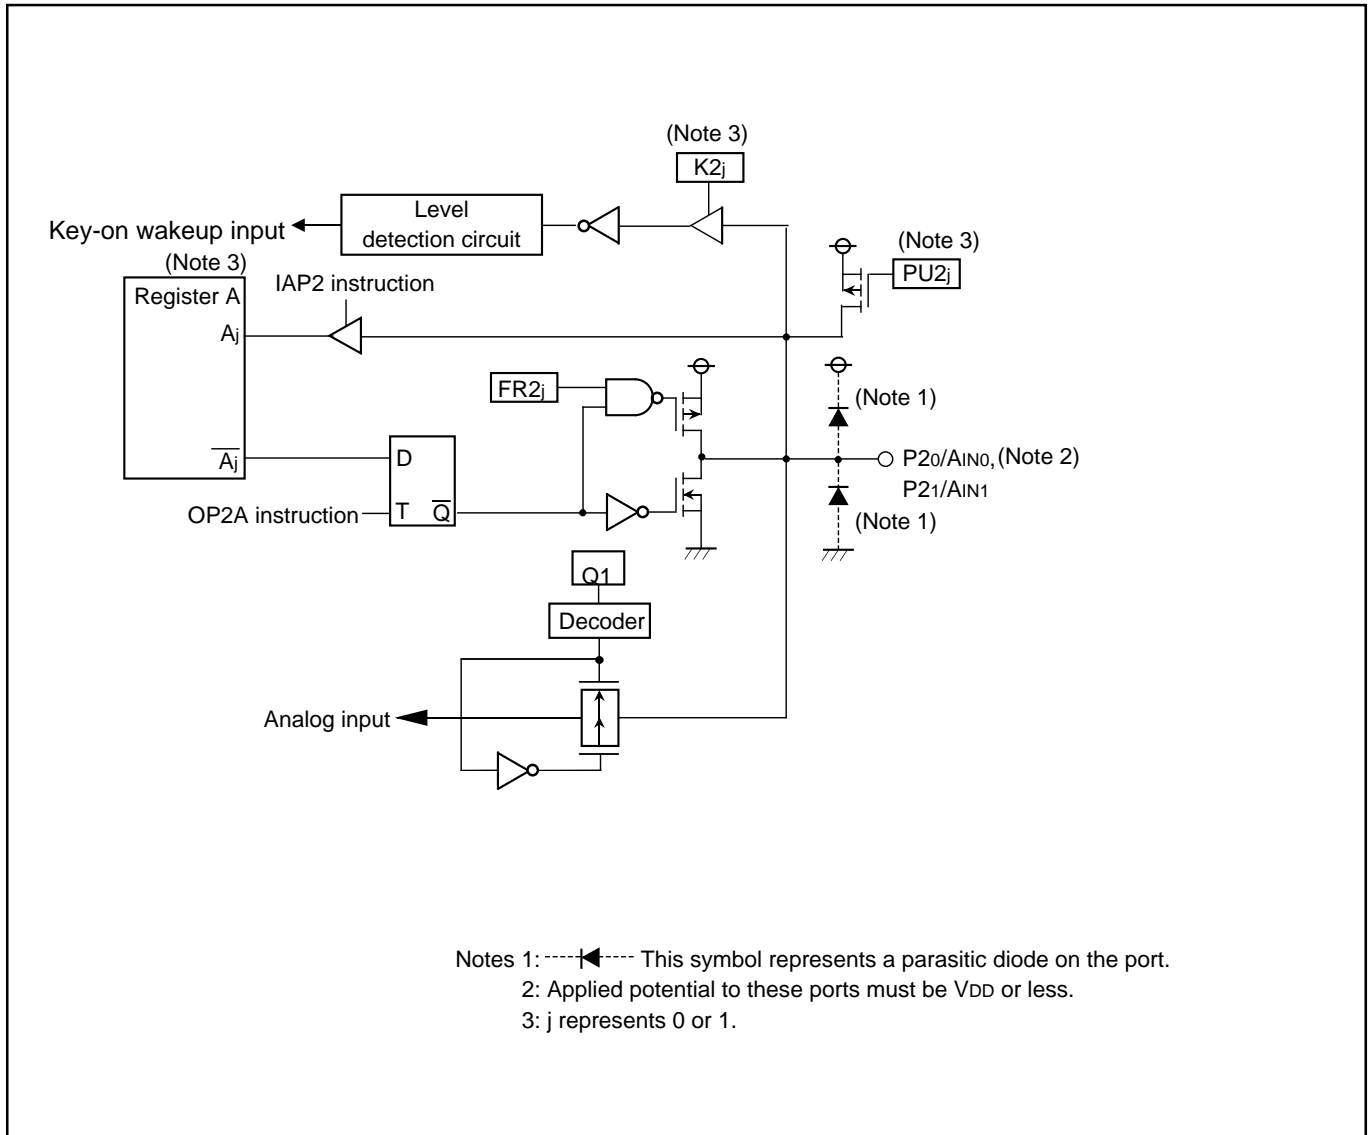 (Note 3)
K2j
Level
detection circuit
Key-on wakeup input
(Note 3)
PU2j
(Note 3)
Register A
IAP2 instruction
Aj
FR2j
(Note 1)
Aj
D
P20/AIN0, (Note 2)
P21/AIN1
OP2A instruction
T
Q
(Note 1)
Q1
Decoder
Analog input
Notes 1: This symbol represents a parasitic diode on the port.
2: Applied potential to these ports must be VDD or less.
3: j represents 0 or 1.